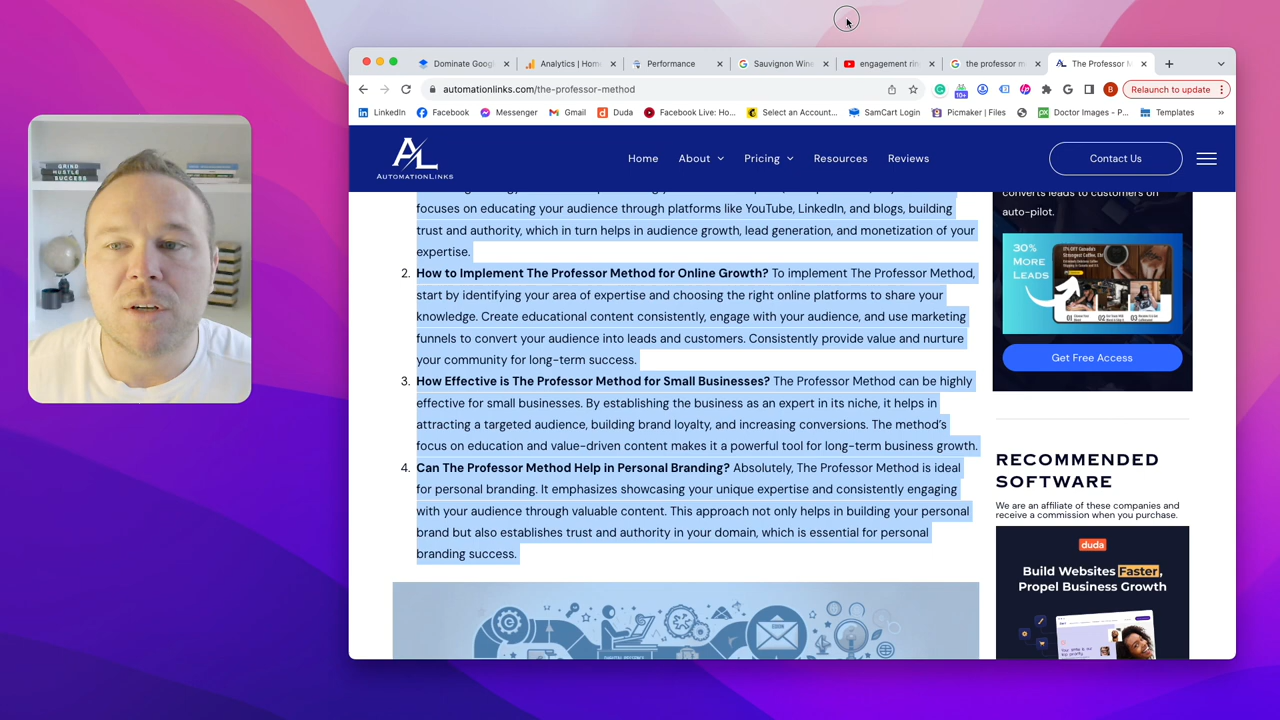 GRIND
HUSTLE
SUCCESS
Dominate Goog
Analytics | Hom
Performance
Sauvignon Wine
engagement rin
the professor m
The Professor M
automationlinks.com/the-professor-method
10+
B
Relaunch to update
LinkedIn
Facebook
Messenger
Gmail
Duda
Facebook Live: Ho...
Select an Account...
SamCart Login
Picmaker | Files
Doctor Images - P...
Templates
»
AL
AUTOMATIONLINKS
Home
About
Pricing
Resources
Reviews
Contact Us
focuses on educating your audience through platforms like YouTube, LinkedIn, and blogs, building
trust and authority, which in turn helps in audience growth, lead generation, and monetization of your
expertise.
2. How to Implement The Professor Method for Online Growth? To implement The Professor Method,
start by identifying your area of expertise and choosing the right online platforms to share your
knowledge. Create educational content consistently, engage with your audience, and use marketing
funnels to convert your audience into leads and customers. Consistently provide value and nurture
your community for long-term success.
3. How Effective is The Professor Method for Small Businesses? The Professor Method can be highly
effective for small businesses. By establishing the business as an expert in its niche, it helps in
attracting a targeted audience, building brand loyalty, and increasing conversions. The method's
focus on education and value-driven content makes it a powerful tool for long-term business growth.
4. Can The Professor Method Help in Personal Branding? Absolutely, The Professor Method is ideal
for personal branding. It emphasizes showcasing your unique expertise and consistently engaging
with your audience through valuable content. This approach not only helps in building your personal
brand but also establishes trust and authority in your domain, which is essential for personal
branding success.
converts leads to customers on
auto-pilot.
30%
MORE
LEADS
01
02
03
Get Free Access
RECOMMENDED
SOFTWARE
We are an affiliate of these companies and
receive a commission when you purchase.
duda
Build Websites Faster,
Propel Business Growth